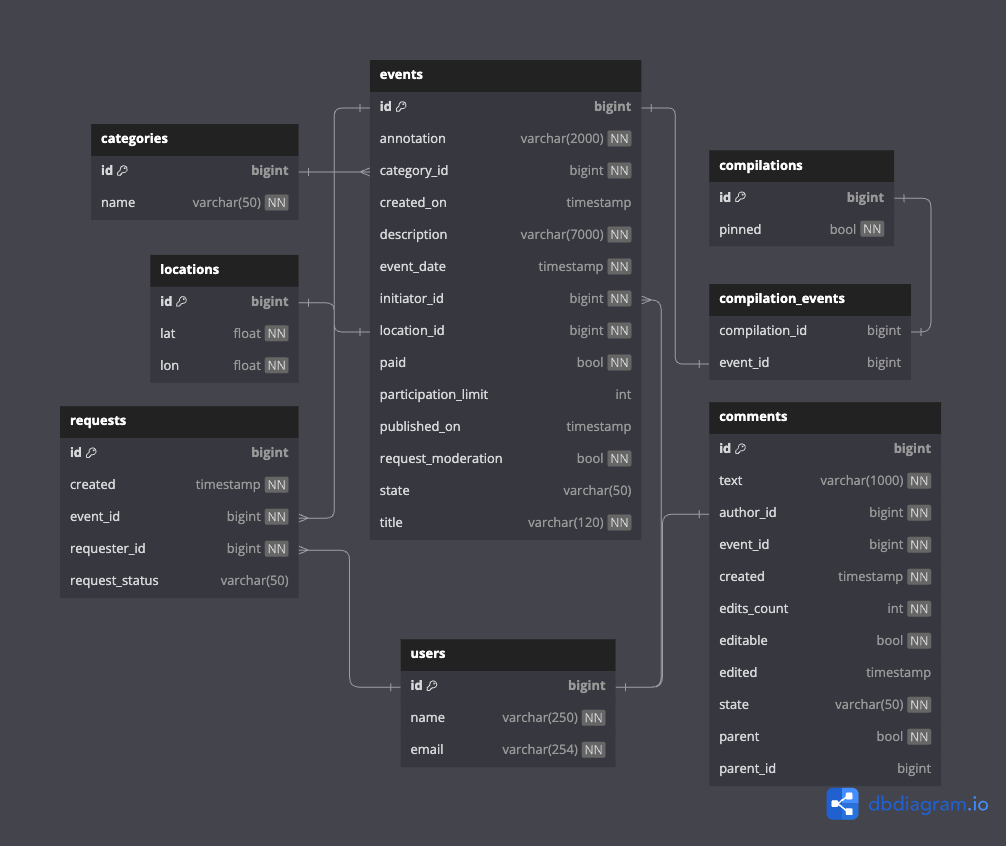 events
id bigint
annotation varchar(2000) NN
category_id bigint NN
created_on timestamp
description varchar(7000) NN
event_date timestamp NN
initiator_id bigint NN
location_id bigint NN
paid bool NN
participation_limit int
published_on timestamp
request_moderation bool NN
state varchar(50)
title varchar(120) NN
categories
id bigint
name varchar(50) NN
locations
id bigint
lat float NN
lon float NN
requests
id bigint
created timestamp NN
event_id bigint NN
requester_id bigint NN
request_status varchar(50)
users
id bigint
name varchar(250) NN
email varchar(254) NN
compilations
id bigint
pinned bool NN
compilation_events
compilation_id bigint
event_id bigint
comments
id bigint
text varchar(1000) NN
author_id bigint NN
event_id bigint NN
created timestamp NN
edits_count int NN
editable bool NN
edited timestamp
state varchar(50) NN
parent bool NN
parent_id bigint
dbdiagram.io